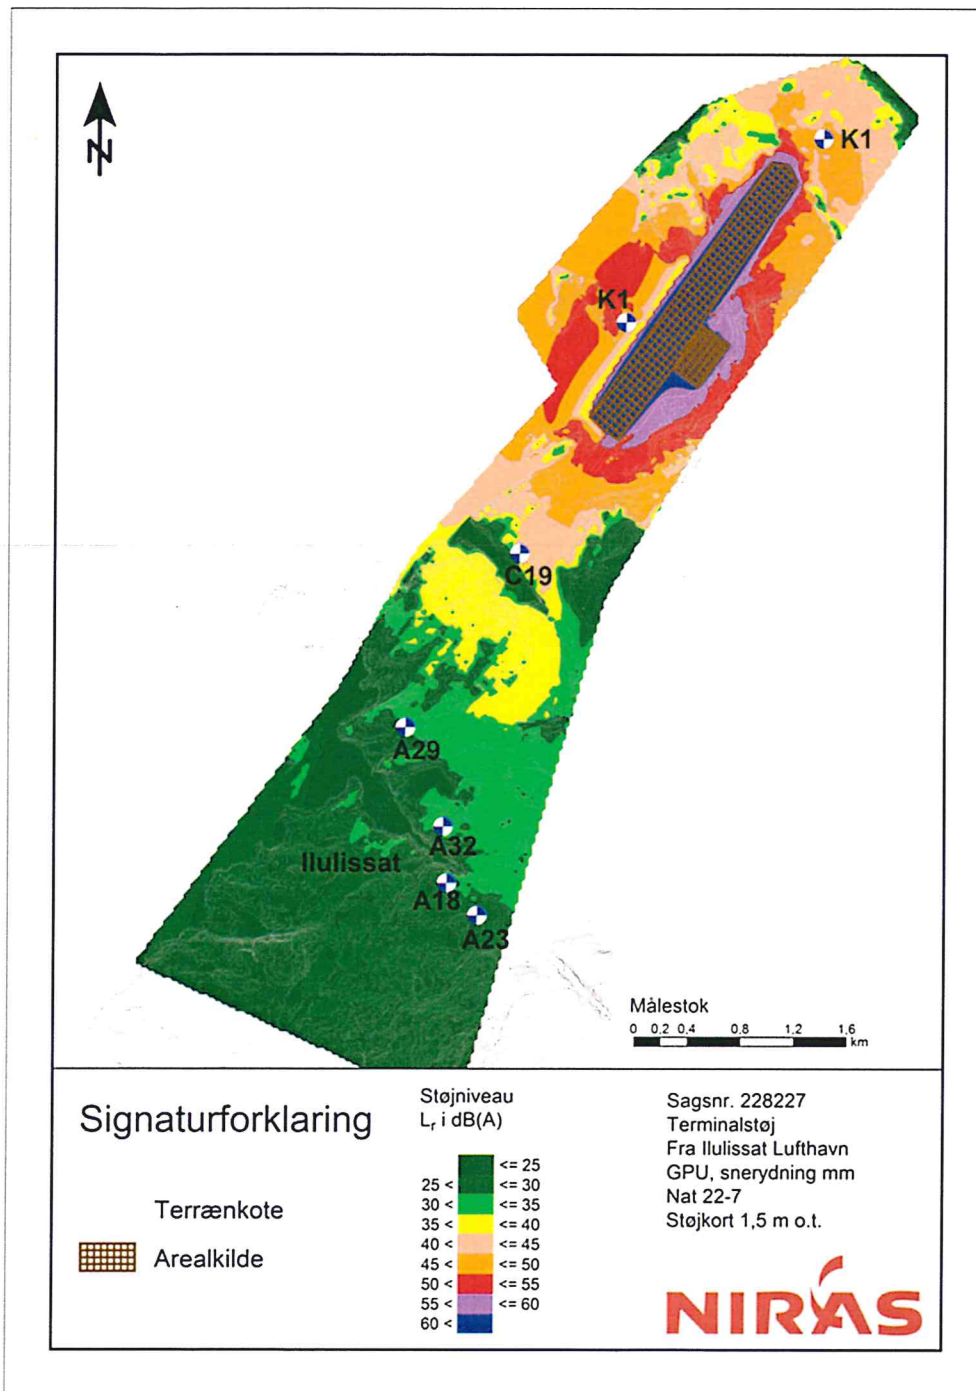 N
K1
K1
C19
A29
A32
Ilulissat
A18
A23
Målestok
0 0,2 0,4 0,8 1,2 1,6
km
Signaturforklaring
Terrænkote
Arealkilde
Støjniveau
Lr i dB(A)
<= 25
25 < <= 30
30 < <= 35
35 < <= 40
40 < <= 45
45 < <= 50
50 < <= 55
55 < <= 60
60 <
Sagsnr. 228227
Terminalstøj
Fra Ilulissat Lufthavn
GPU, snerydning mm
Nat 22-7
Støjkort 1,5 m o.t.
NIRAS